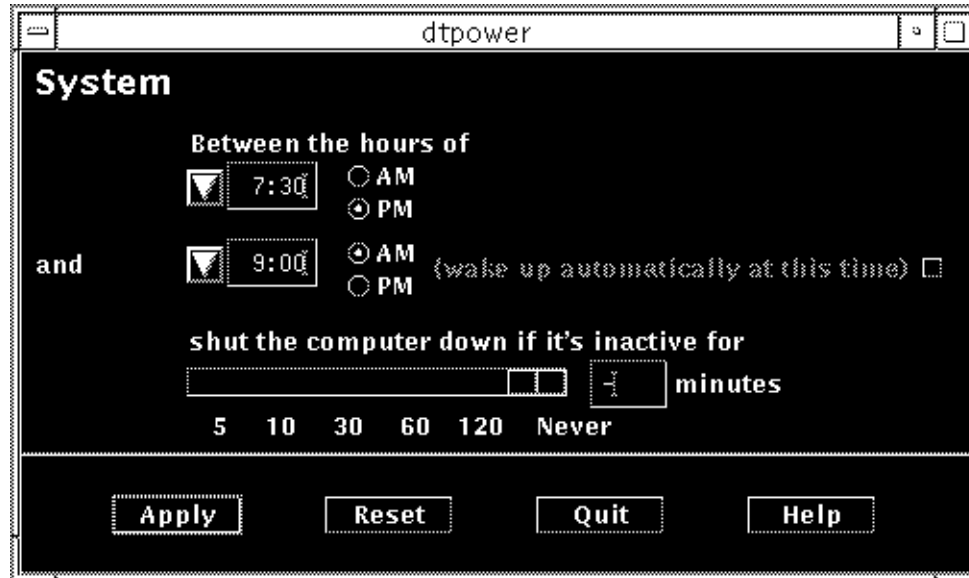 dtpower
System
Between the hours of
7:30
AM
PM
and
9:00
AM
PM
(wake up automatically at this time)
shut the computer down if it's inactive for
- minutes
5 10 30 60 120 Never
Apply Reset Quit Help